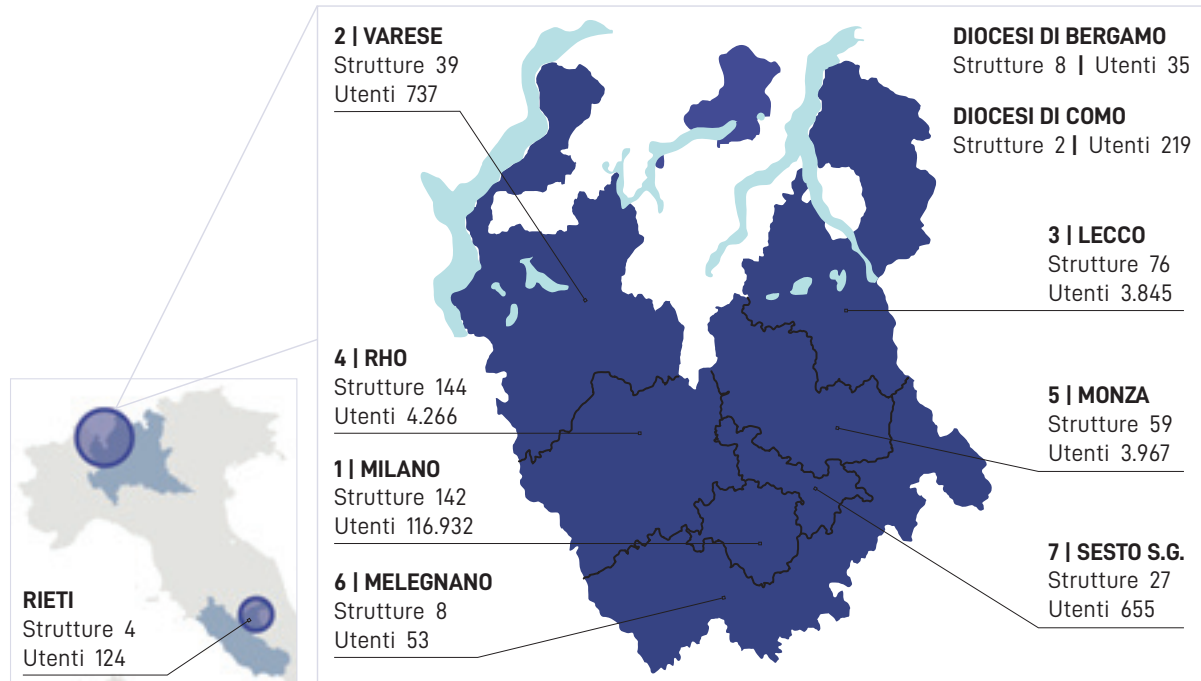 2 | VARESE
Strutture 39
Utenti 737
DIOCESI DI BERGAMO
Strutture 8 | Utenti 35
DIOCESI DI COMO
Strutture 2 | Utenti 219
3 | LECCO
Strutture 76
Utenti 3.845
4 | RHO
Strutture 144
Utenti 4.266
5 | MONZA
Strutture 59
Utenti 3.967
1 | MILANO
Strutture 142
Utenti 116.932
7 | SESTO S.G.
Strutture 27
Utenti 655
6 | MELEGNANO
Strutture 8
Utenti 53
RIETI
Strutture 4
Utenti 124